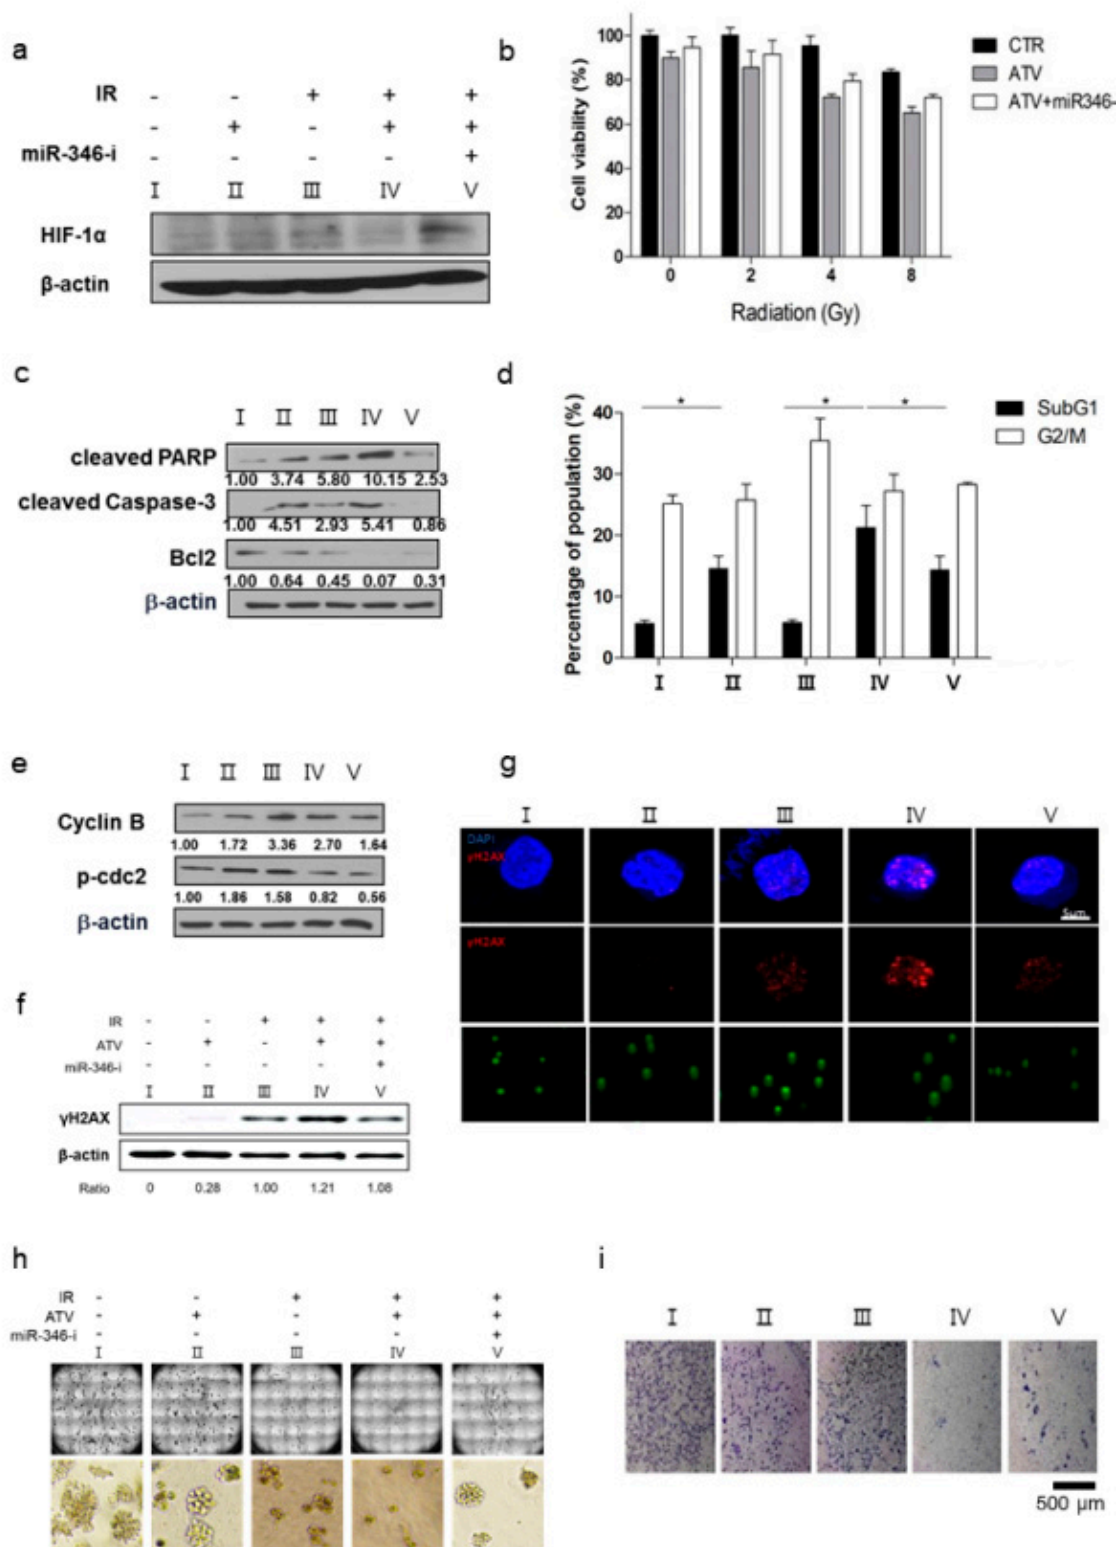 a
IR - - + + +
- + - + +
miR-346-i - - - - +
I II III IV V
HIF-1α
β-actin
b
Cell viability (%)
100
80
60
40
20
0
0 2 4 8
Radiation (Gy)
CTR
ATV
ATV+miR346-
c
I II III IV V
cleaved PARP
1.00 3.74 5.80 10.15 2.53
cleaved Caspase-3
1.00 4.51 2.93 5.41 0.86
Bcl2
1.00 0.64 0.45 0.07 0.31
β-actin
d
Percentage of population (%)
40
30
20
10
0
* * *
I II III IV V
SubG1
G2/M
e
I II III IV V
Cyclin B
1.00 1.72 3.36 2.70 1.64
p-cdc2
1.00 1.86 1.58 0.82 0.56
β-actin
f
IR - - + + +
ATV - + - + +
miR-346-i - - - - +
I II III IV V
γH2AX
β-actin
Ratio 0 0.28 1.00 1.21 1.08
g
I II III IV V
DAPI
γH2AX
5um
γH2AX
h
IR - - + + +
ATV - + - + +
miR-346-i - - - - +
I II III IV V
i
I II III IV V
500 μm